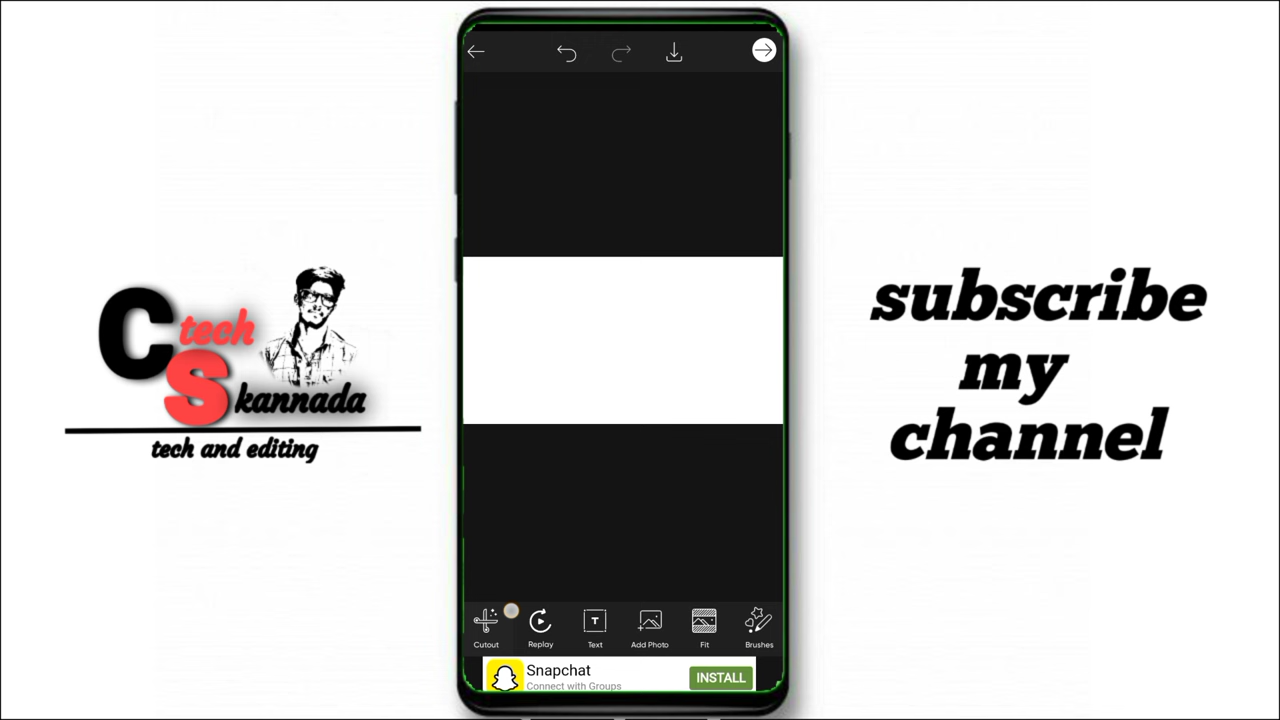 C tech
S kannada
tech and editing
subscribe
my
channel
Cutout
Replay
Text
Add Photo
Fit
Brushes
Snapchat
Connect with Groups
INSTALL